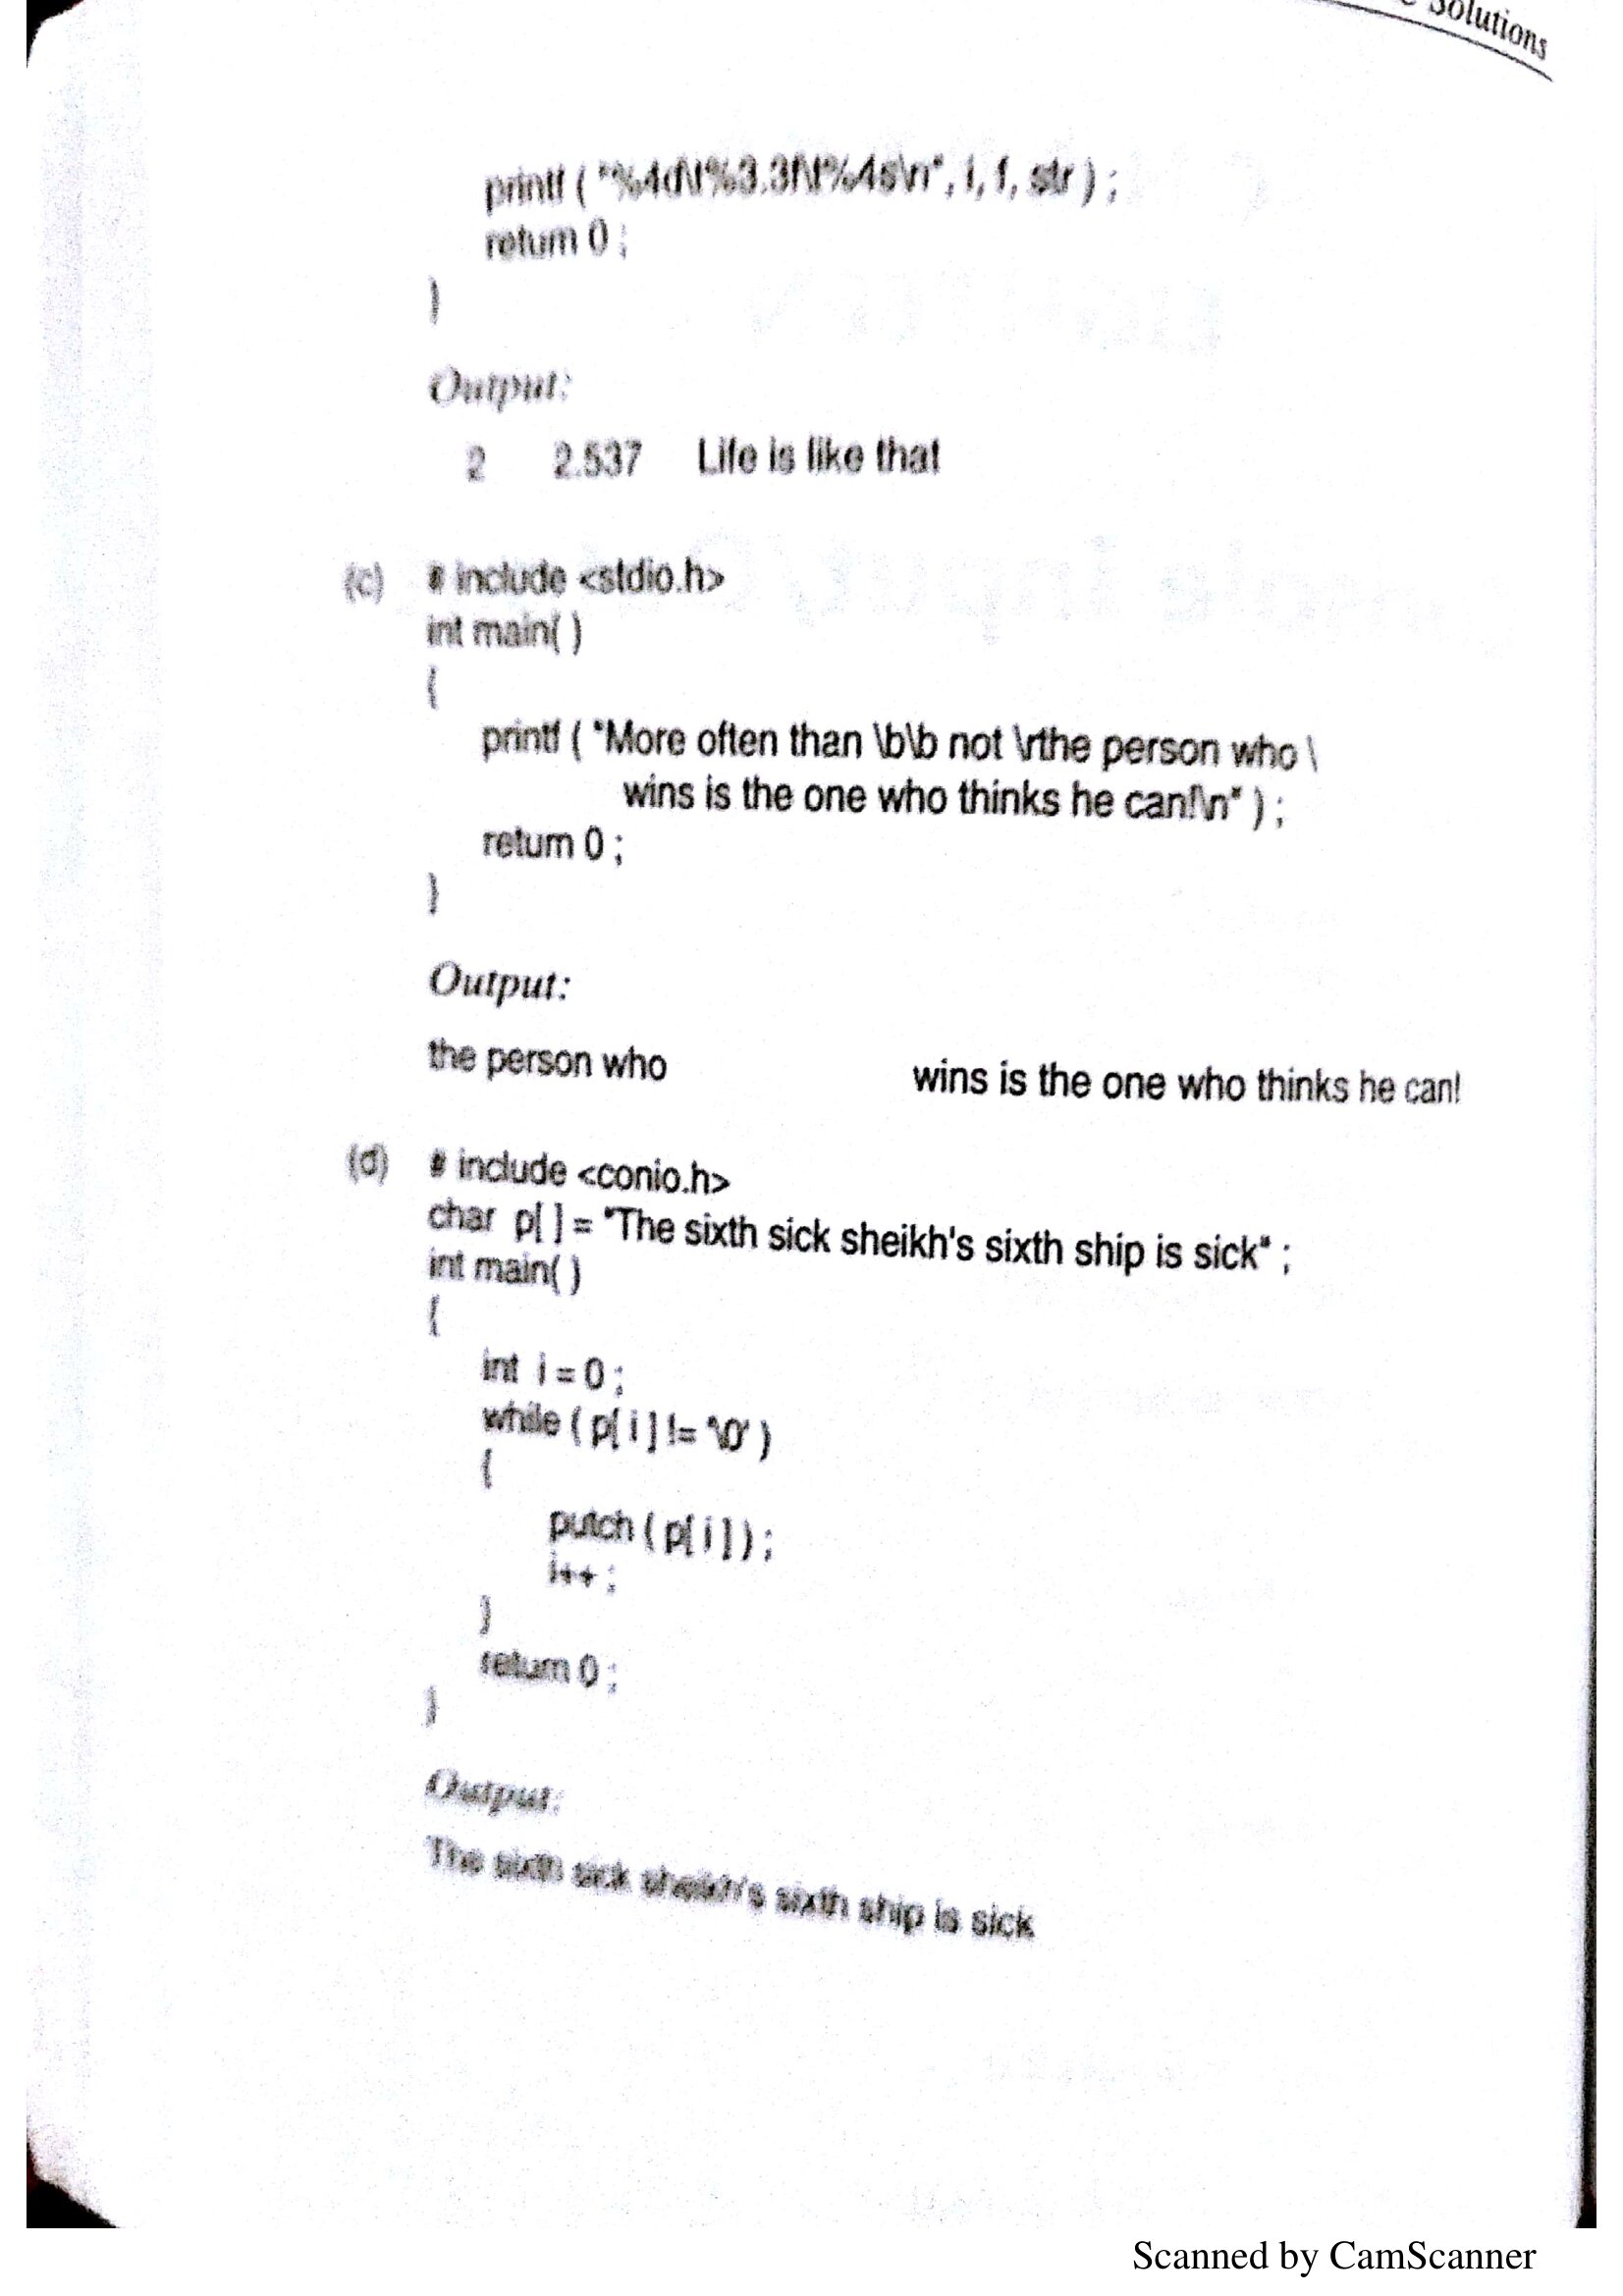 Solutions
printf ( "%4d\t%3.3f\t%4s\n", i, f, str ) ;
return 0 ;
}
Output:
2 2.537 Life is like that
(c) # include <stdio.h>
int main( )
{
printf ( "More often than \b\b not \rthe person who \
wins is the one who thinks he can!\n" ) ;
return 0 ;
}
Output:
the person who wins is the one who thinks he can!
(d) # include <conio.h>
char p[ ] = "The sixth sick sheikh's sixth ship is sick" ;
int main( )
{
int i = 0 ;
while ( p[ i ] != '\0' )
{
putch ( p[ i ] ) ;
i++ ;
}
return 0 ;
}
Output:
The sixth sick sheikh's sixth ship is sick
Scanned by CamScanner